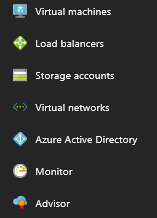 Virtual machines
Load balancers
Storage accounts
Virtual networks
Azure Active Directory
Monitor
Advisor